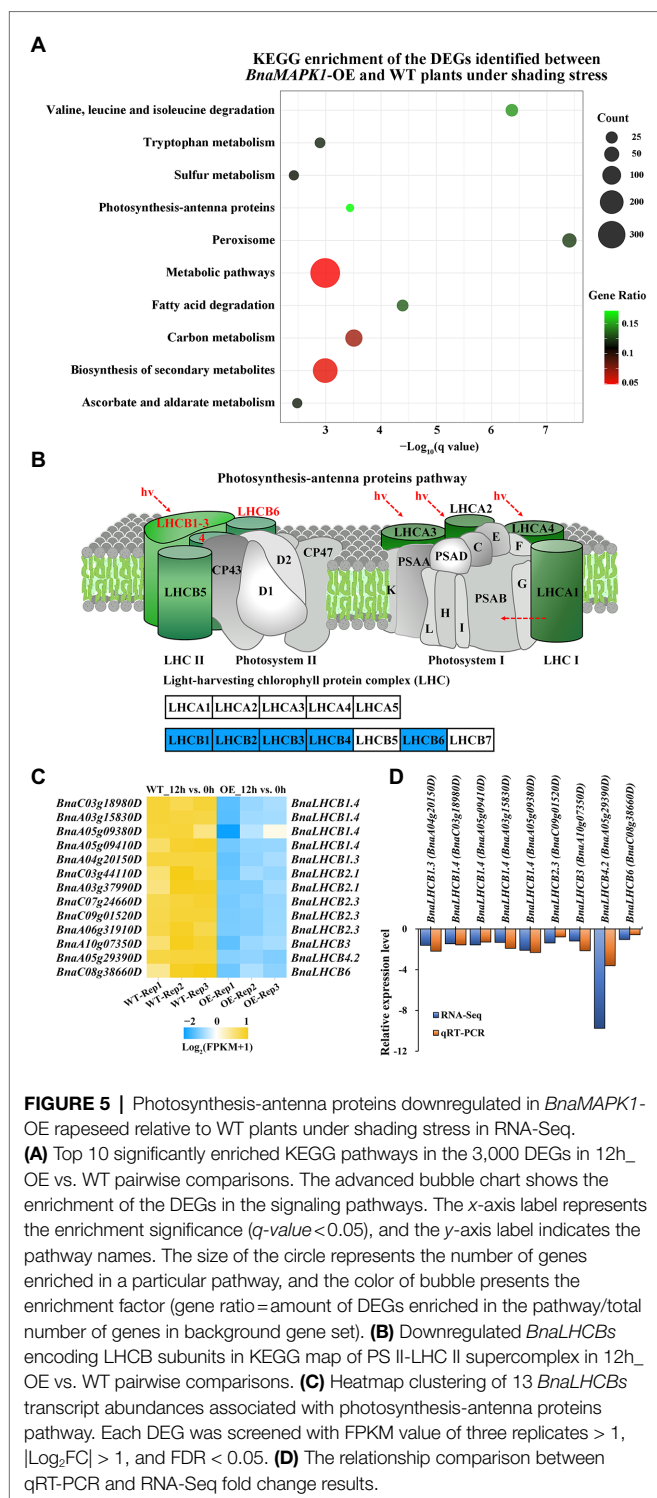 A
KEGG enrichment of the DEGs identified between
BnaMAPK1-OE and WT plants under shading stress
Valine, leucine and isoleucine degradation
Tryptophan metabolism
Sulfur metabolism
Photosynthesis-antenna proteins
Peroxisome
Metabolic pathways
Fatty acid degradation
Carbon metabolism
Biosynthesis of secondary metabolites
Ascorbate and aldarate metabolism
3 4 5 6 7
−Log10(q value)
Count
25
50
100
200
300
Gene Ratio
0.15
0.1
0.05
B
Photosynthesis-antenna proteins pathway
hv LHCB1-3 4 LHCB6 hv LHCA3 hv LHCA2 hv LHCA4
LHCB5 CP43 D1 D2 CP47 K PSAA PSAD C E F
L H I PSAB G LHCA1
LHC II Photosystem II Photosystem I LHC I
Light-harvesting chlorophyll protein complex (LHC)
LHCA1 LHCA2 LHCA3 LHCA4 LHCA5
LHCB1 LHCB2 LHCB3 LHCB4 LHCB5 LHCB6 LHCB7
C
WT_12h vs. 0h OE_12h vs. 0h
BnaC03g18980D BnaLHCB1.4
BnaA03g15830D BnaLHCB1.4
BnaA05g09380D BnaLHCB1.4
BnaA05g09410D BnaLHCB1.4
BnaA04g20150D BnaLHCB1.3
BnaC03g44110D BnaLHCB2.1
BnaA03g37990D BnaLHCB2.1
BnaC07g24660D BnaLHCB2.3
BnaC09g01520D BnaLHCB2.3
BnaA06g31910D BnaLHCB2.3
BnaA10g07350D BnaLHCB3
BnaA05g29390D BnaLHCB4.2
BnaC08g38660D BnaLHCB6
WT-Rep1 WT-Rep2 WT-Rep3 OE-Rep1 OE-Rep2 OE-Rep3
−2 1
Log2(FPKM+1)
D
BnaLHCB1.3 (BnaA04g20150D)
BnaLHCB1.4 (BnaC03g18980D)
BnaLHCB1.4 (BnaA05g09410D)
BnaLHCB1.4 (BnaA03g15830D)
BnaLHCB1.4 (BnaA05g09380D)
BnaLHCB2.3 (BnaC09g01520D)
BnaLHCB3 (BnaA10g07350D)
BnaLHCB4.2 (BnaA05g29390D)
BnaLHCB6 (BnaC08g38660D)
Relative expression level
0
-4
-8
-12
RNA-Seq
qRT-PCR
FIGURE 5 | Photosynthesis-antenna proteins downregulated in BnaMAPK1-
OE rapeseed relative to WT plants under shading stress in RNA-Seq.
(A) Top 10 significantly enriched KEGG pathways in the 3,000 DEGs in 12h_
OE vs. WT pairwise comparisons. The advanced bubble chart shows the
enrichment of the DEGs in the signaling pathways. The x-axis label represents
the enrichment significance (q-value < 0.05), and the y-axis label indicates the
pathway names. The size of the circle represents the number of genes
enriched in a particular pathway, and the color of bubble presents the
enrichment factor (gene ratio = amount of DEGs enriched in the pathway/total
number of genes in background gene set). (B) Downregulated BnaLHCBs
encoding LHCB subunits in KEGG map of PS II-LHC II supercomplex in 12h_
OE vs. WT pairwise comparisons. (C) Heatmap clustering of 13 BnaLHCBs
transcript abundances associated with photosynthesis-antenna proteins
pathway. Each DEG was screened with FPKM value of three replicates > 1,
|Log2FC| > 1, and FDR < 0.05. (D) The relationship comparison between
qRT-PCR and RNA-Seq fold change results.